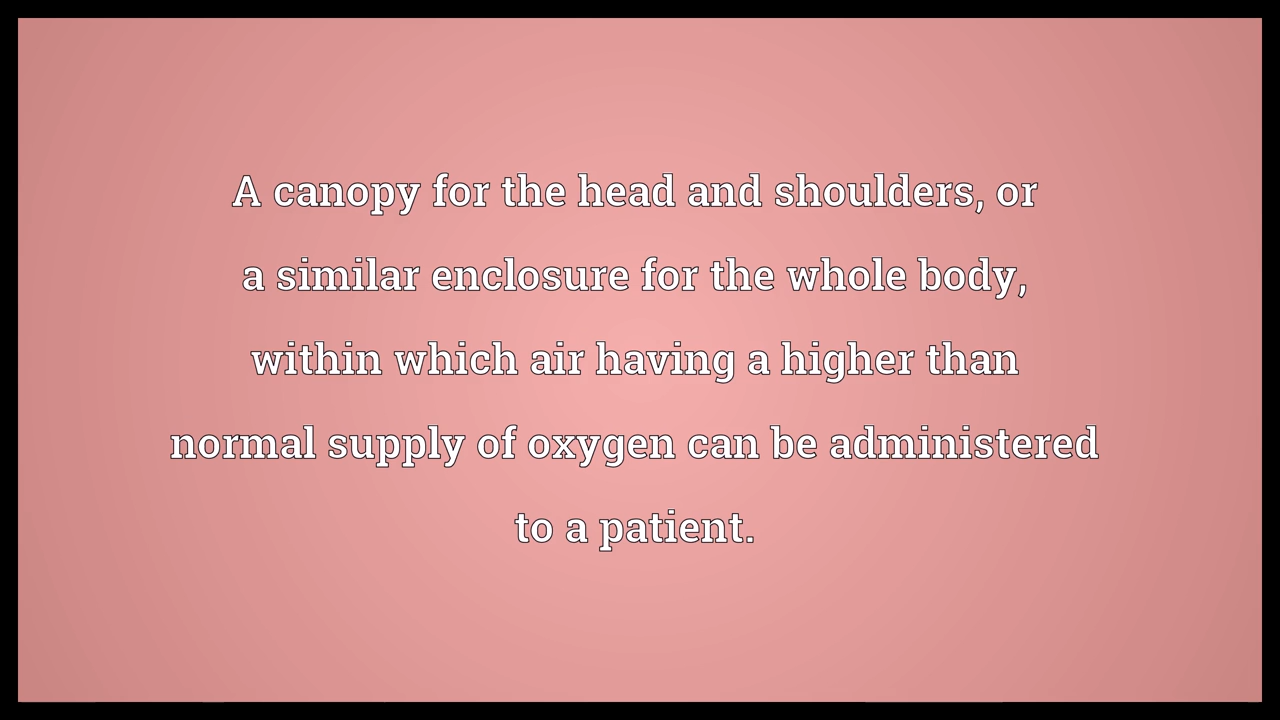 A canopy for the head and shoulders, or
a similar enclosure for the whole body,
within which air having a higher than
normal supply of oxygen can be administered
to a patient.